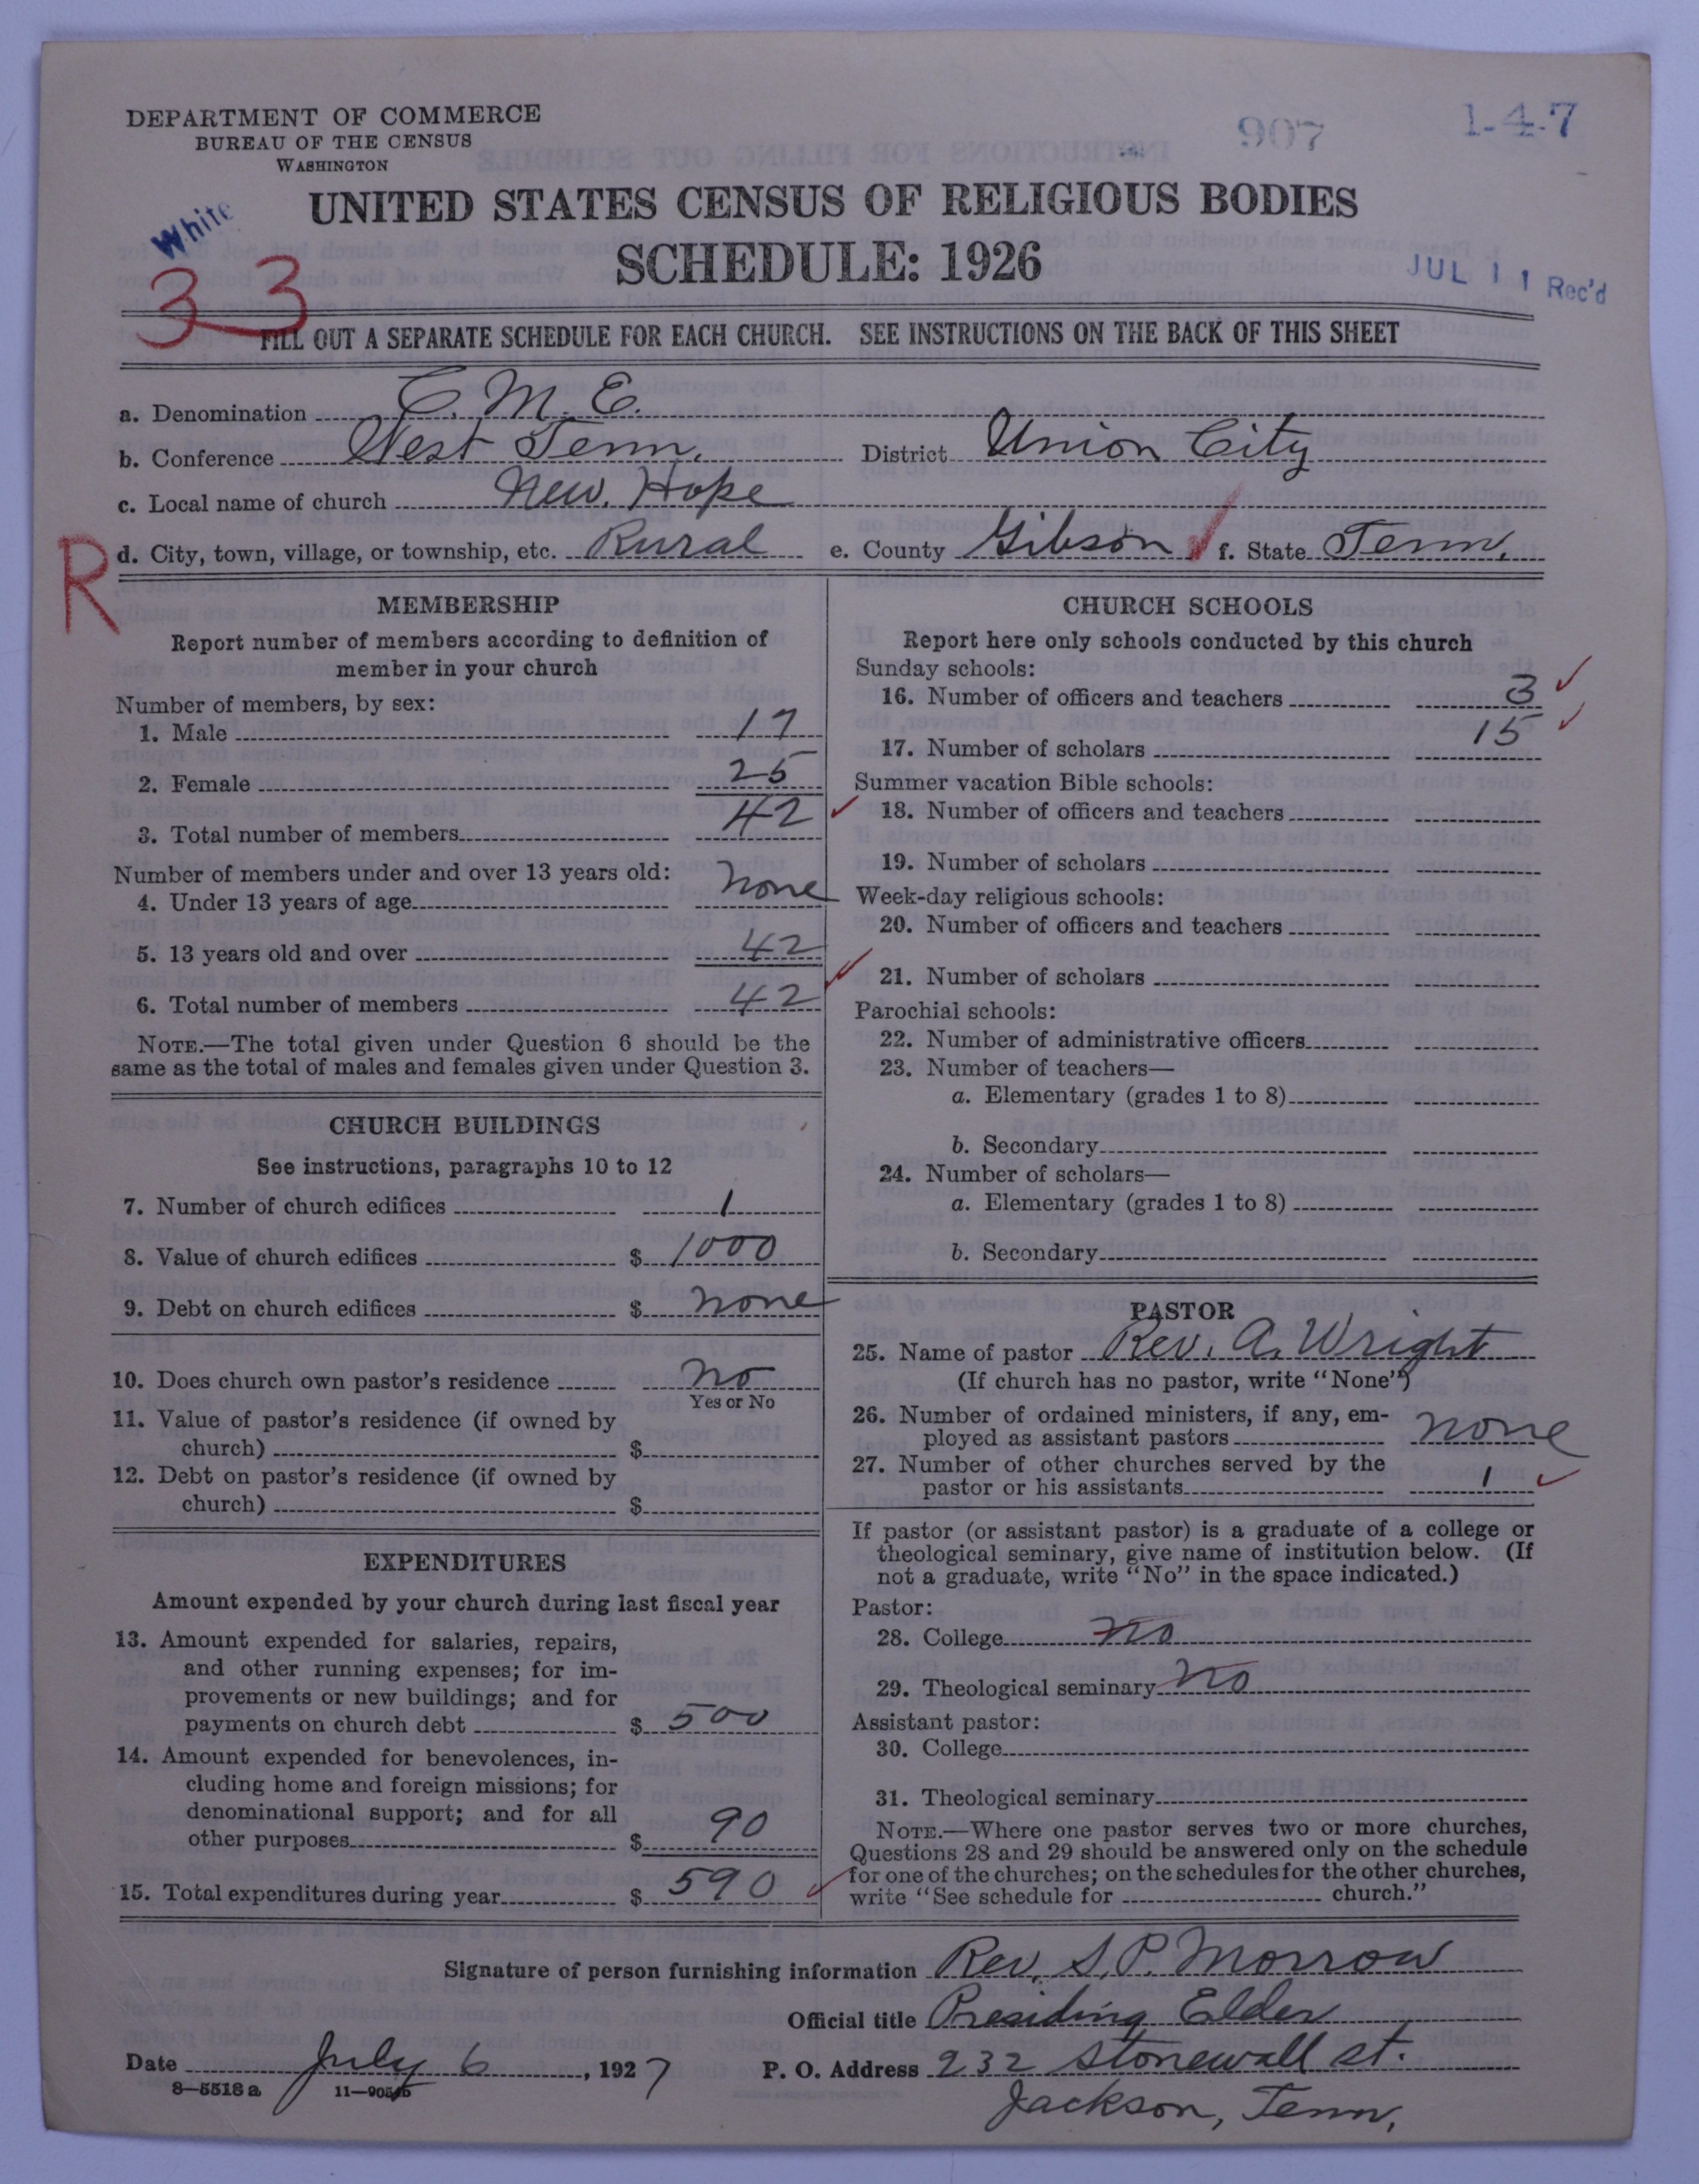 DEPARTMENT OF COMMERCE
BUREAU OF THE CENSUS
WASHINGTON
907
1-4-7
White
UNITED STATES CENSUS OF RELIGIOUS BODIES
SCHEDULE: 1926
JUL 11 Rec'd
33
FILL OUT A SEPARATE SCHEDULE FOR EACH CHURCH. SEE INSTRUCTIONS ON THE BACK OF THIS SHEET
a. Denomination C. M. E.
b. Conference West Tenn. District Union City
c. Local name of church New Hope
R
d. City, town, village, or township, etc. Rural e. County Gibson ✓ f. State Tenn.
MEMBERSHIP
Report number of members according to definition of
member in your church
Number of members, by sex:
1. Male 17
2. Female 25
3. Total number of members 42 ✓
Number of members under and over 13 years old:
4. Under 13 years of age none
5. 13 years old and over 42
6. Total number of members 42 ✓
NOTE.—The total given under Question 6 should be the
same as the total of males and females given under Question 3.
CHURCH BUILDINGS
See instructions, paragraphs 10 to 12
7. Number of church edifices 1
8. Value of church edifices $ 1000
9. Debt on church edifices $ none
10. Does church own pastor's residence no
Yes or No
11. Value of pastor's residence (if owned by
church) $
12. Debt on pastor's residence (if owned by
church) $
EXPENDITURES
Amount expended by your church during last fiscal year
13. Amount expended for salaries, repairs,
and other running expenses; for im-
provements or new buildings; and for
payments on church debt $ 500
14. Amount expended for benevolences, in-
cluding home and foreign missions; for
denominational support; and for all
other purposes $ 90
15. Total expenditures during year $ 590 ✓
CHURCH SCHOOLS
Report here only schools conducted by this church
Sunday schools:
16. Number of officers and teachers 3 ✓
17. Number of scholars 15 ✓
Summer vacation Bible schools:
18. Number of officers and teachers
19. Number of scholars
Week-day religious schools:
20. Number of officers and teachers
21. Number of scholars
Parochial schools:
22. Number of administrative officers
23. Number of teachers—
a. Elementary (grades 1 to 8)
b. Secondary
24. Number of scholars—
a. Elementary (grades 1 to 8)
b. Secondary
PASTOR
25. Name of pastor Rev. A. Wright
(If church has no pastor, write "None")
26. Number of ordained ministers, if any, em-
ployed as assistant pastors none
27. Number of other churches served by the
pastor or his assistants 1 ✓
If pastor (or assistant pastor) is a graduate of a college or
theological seminary, give name of institution below. (If
not a graduate, write "No" in the space indicated.)
Pastor:
28. College no
29. Theological seminary no
Assistant pastor:
30. College
31. Theological seminary
NOTE.—Where one pastor serves two or more churches,
Questions 28 and 29 should be answered only on the schedule
for one of the churches; on the schedules for the other churches,
write "See schedule for church."
Signature of person furnishing information Rev. S. P. Morrow
Official title Presiding Elder
Date July 6, 1927 P. O. Address 232 Stonewall st.
8-5518 a
Jackson, Tenn.